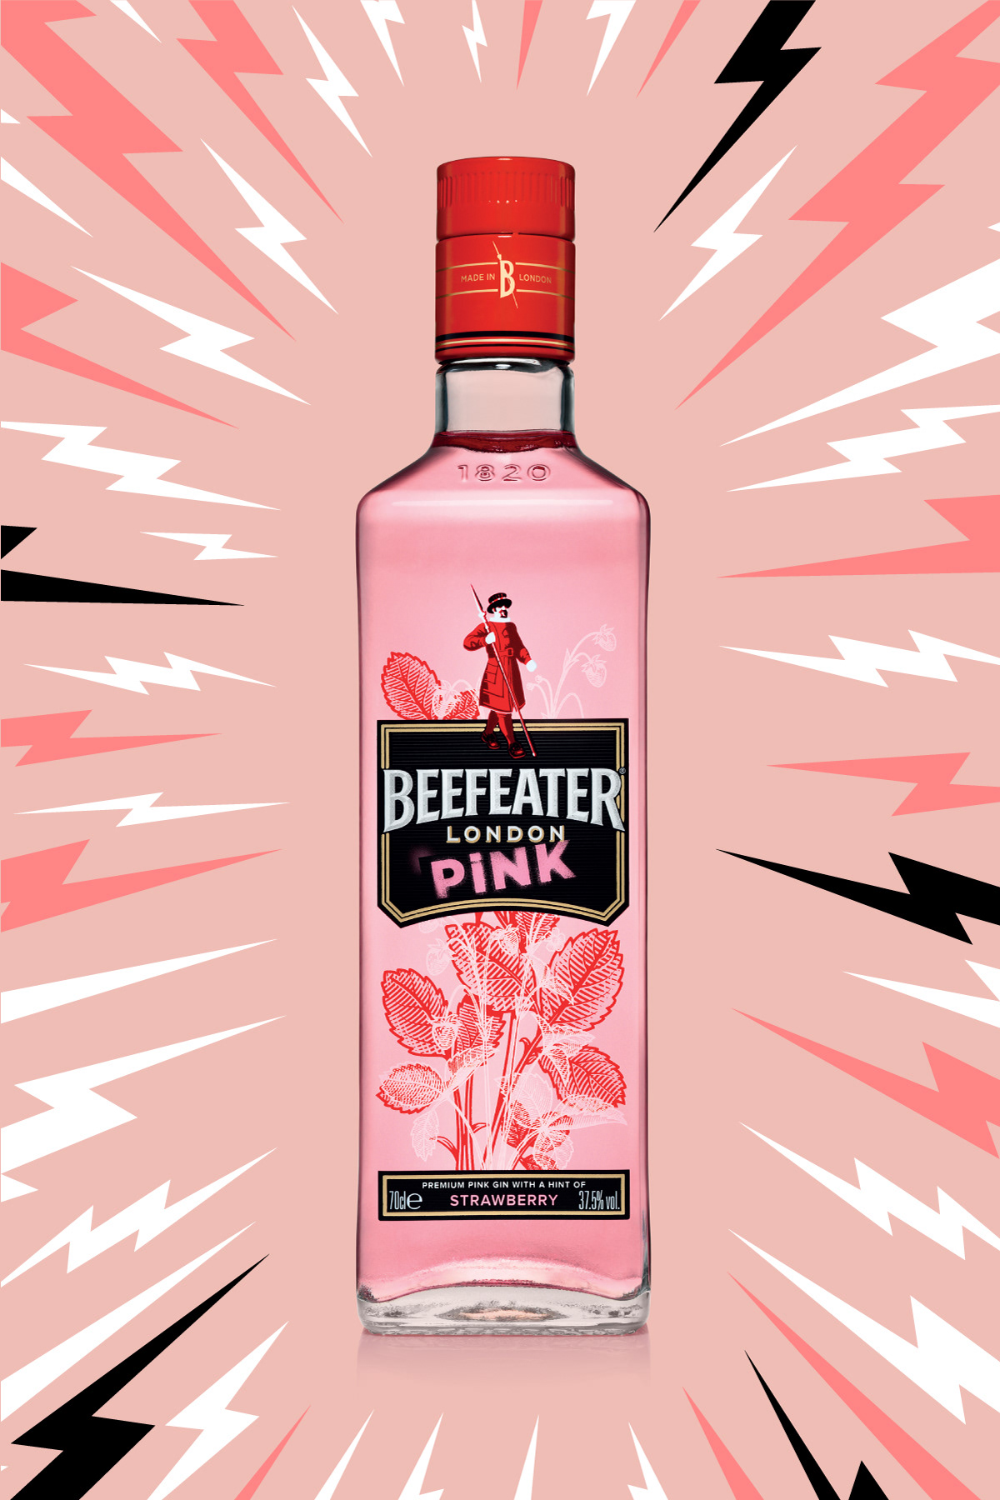 MADE IN B LONDON
1820
BEEFEATER®
LONDON
PiNK
PREMIUM PINK GIN WITH A HINT OF
70cl e STRAWBERRY 37.5% vol.